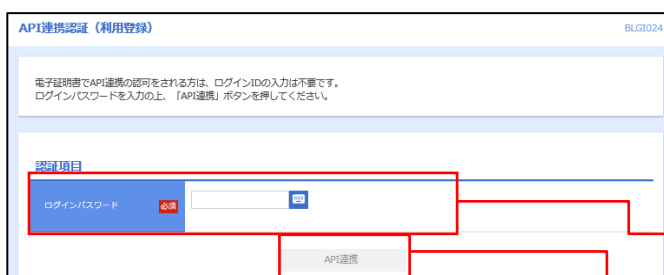 API連携認証（利用登録）
BLGI024
電子証明書でAPI連携の認可をされる方は、ログインIDの入力は不要です。
ログインパスワードを入力の上、「API連携」ボタンを押してください。
認証項目
ログインパスワード 必須
API連携